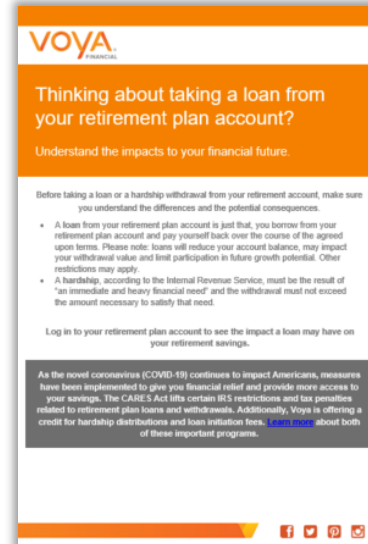 VOYA
FINANCIAL
Thinking about taking a loan from
your retirement plan account?
Understand the impacts to your financial future.
Before taking a loan or a hardship withdrawal from your retirement account, make sure
you understand the differences and the potential consequences.
• A loan from your retirement plan account is just that, you borrow from your
retirement plan account and pay yourself back over the course of the agreed
upon terms. Please note: loans will reduce your account balance, may impact
your withdrawal value and limit participation in future growth potential. Other
restrictions may apply.
• A hardship, according to the Internal Revenue Service, must be the result of
"an immediate and heavy financial need" and the withdrawal must not exceed
the amount necessary to satisfy that need.
Log in to your retirement plan account to see the impact a loan may have on
your retirement savings.
As the novel coronavirus (COVID-19) continues to impact Americans, measures
have been implemented to give you financial relief and provide more access to
your savings. The CARES Act lifts certain IRS restrictions and tax penalties
related to retirement plan loans and withdrawals. Additionally, Voya is offering a
credit for hardship distributions and loan initiation fees. Learn more about both
of these important programs.